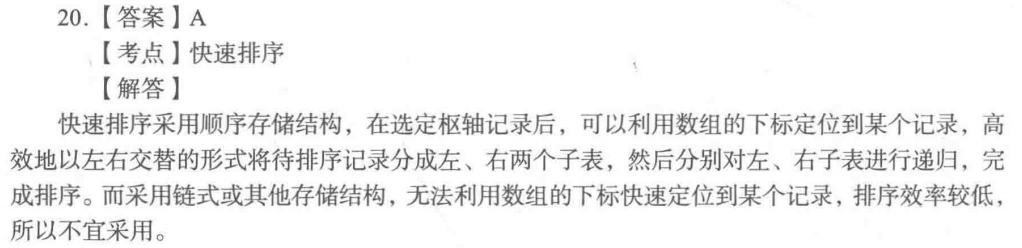 20.【答案】A
【考点】快速排序
【解答】
快速排序采用顺序存储结构，在选定枢轴记录后，可以利用数组的下标定位到某个记录，高
效地以左右交替的形式将待排序记录分成左、右两个子表，然后分别对左、右子表进行递归，完
成排序。而采用链式或其他存储结构，无法利用数组的下标快速定位到某个记录，排序效率较低，
所以不宜采用。